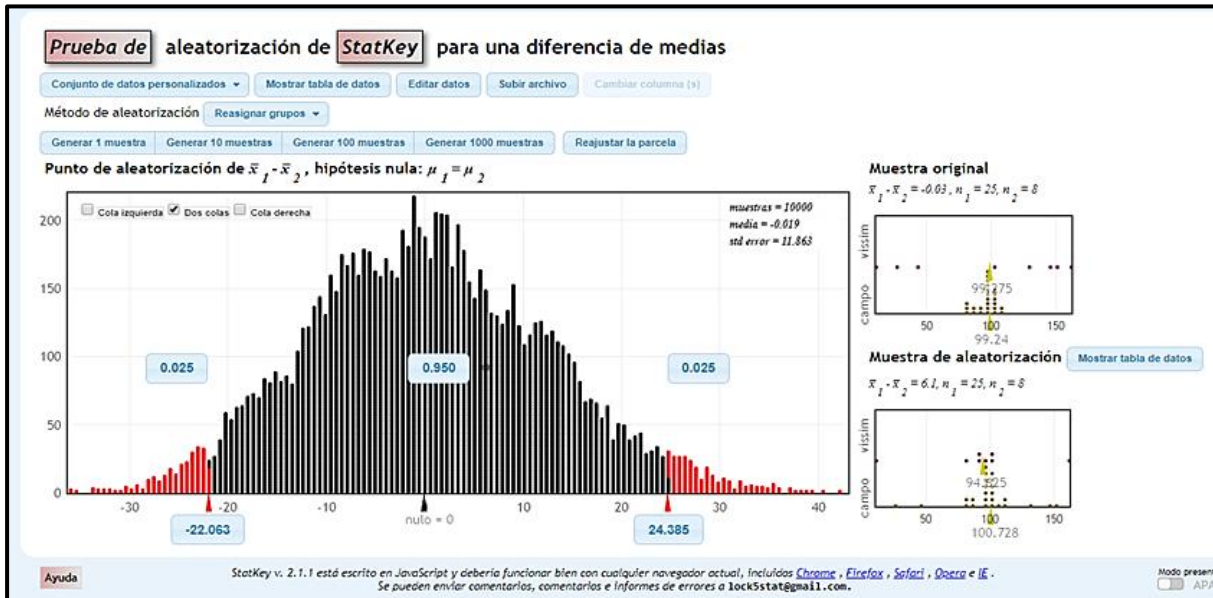 Prueba de aleatorización de StatKey para una diferencia de medias
Conjunto de datos personalizados Mostrar tabla de datos Editar datos Subir archivo Cambiar columna (s)
Método de aleatorización Reasignar grupos
Generar 1 muestra Generar 10 muestras Generar 100 muestras Generar 1000 muestras Reajustar la parcela
Punto de aleatorización de x̄ 1 - x̄ 2 , hipótesis nula: μ 1 = μ 2
Cola izquierda Dos colas Cola derecha
muestras = 10000
media = -0.019
std error = 11.863
200
150
100
50
0
0.025 0.950 0.025
-30 -20 -10 0 10 20 30 40
nulo = 0
-22.063 24.385
Muestra original
x̄ 1 - x̄ 2 = -0.03, n 1 = 25, n 2 = 8
vissim
campo
99.275
50 100 150
99.24
Muestra de aleatorización Mostrar tabla de datos
x̄ 1 - x̄ 2 = 6.1, n 1 = 25, n 2 = 8
vissim
campo
94.625
50 100 150
100.728
Ayuda
StatKey v. 2.1.1 está escrito en JavaScript y debería funcionar bien con cualquier navegador actual, incluidos Chrome , Firefox , Safari , Opera e IE .
Se pueden enviar comentarios, comentarios e informes de errores a lock5stat@gmail.com.
Modo present
APA